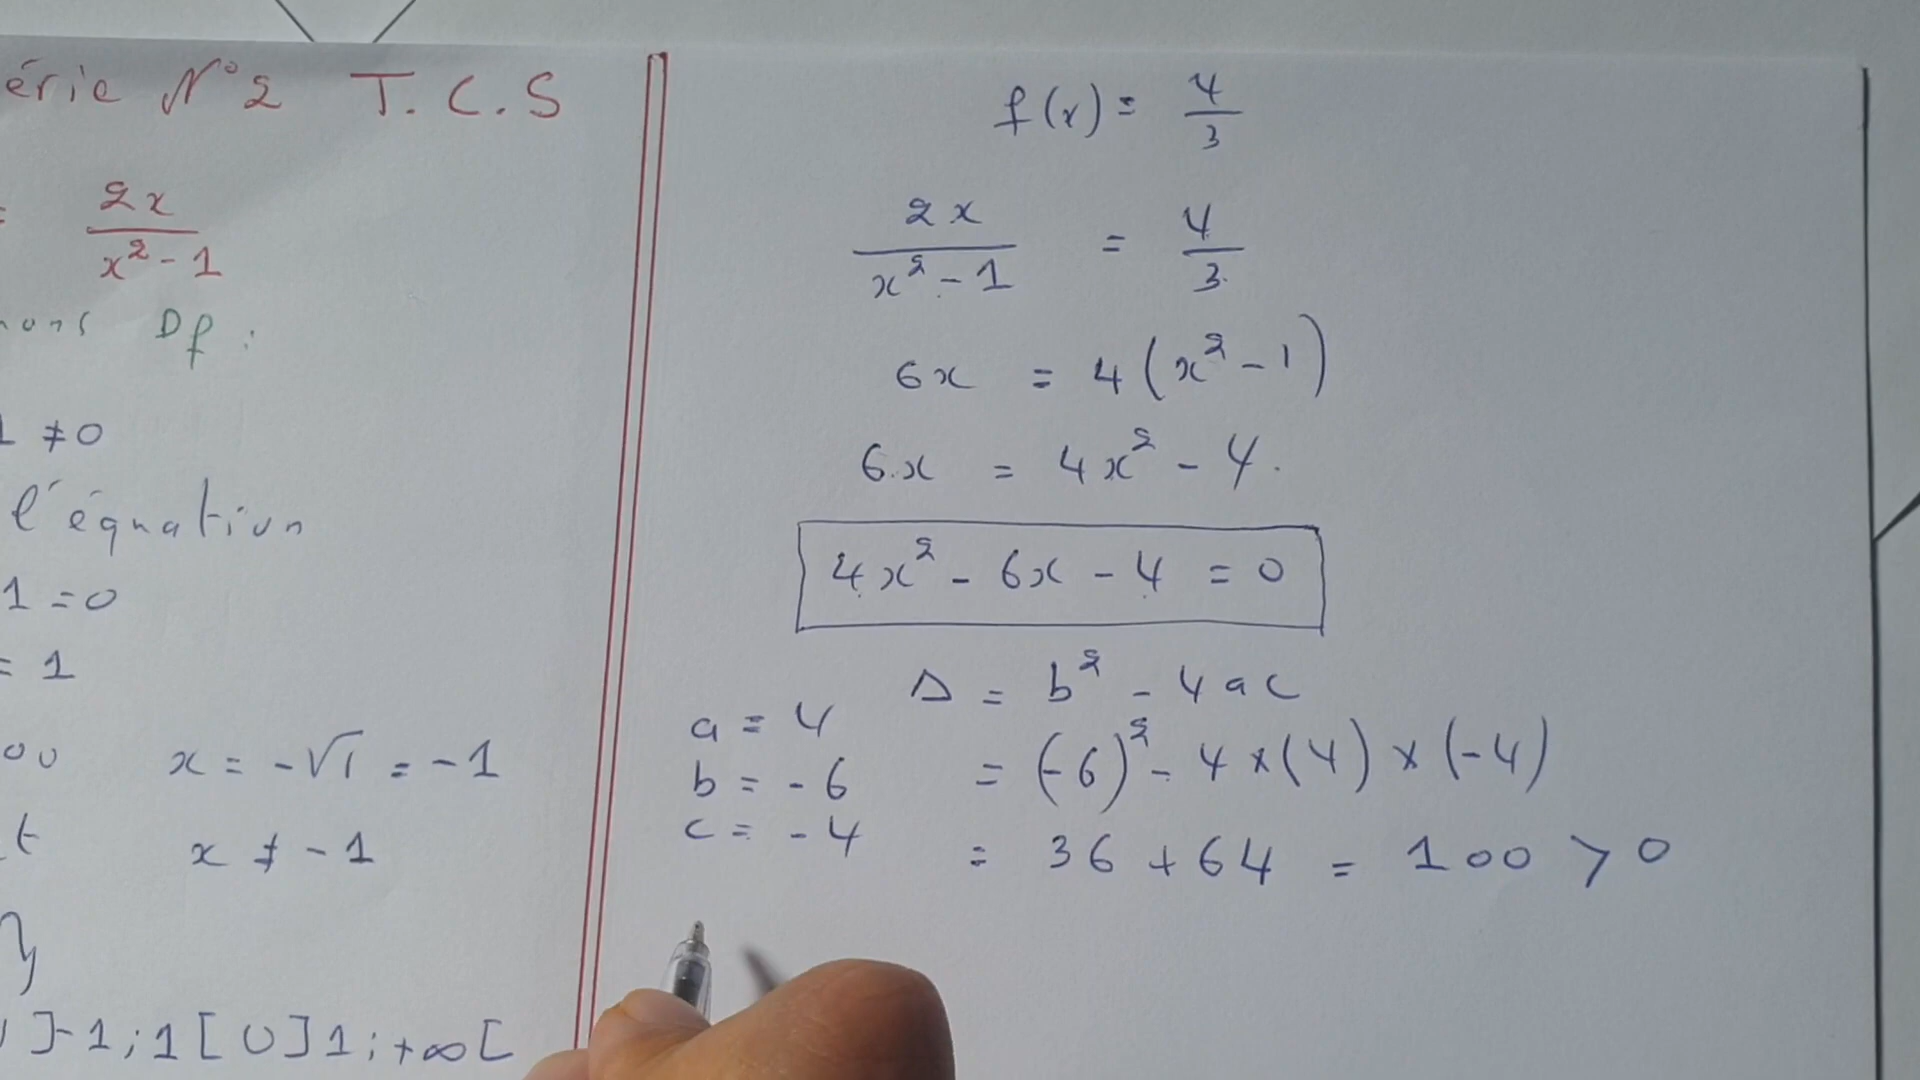 érie N°2 T.C.S
= 2x / x² - 1
Df :
1 ≠ 0
l'équation
1 = 0
= 1
ou x = -√1 = -1
t x ≠ -1
}
]-1;1[ U ]1;+∞[
f(x) = 4/3
2x / x² - 1 = 4/3
6x = 4(x² - 1)
6x = 4x² - 4
4x² - 6x - 4 = 0
Δ = b² - 4ac
a = 4
b = -6
c = -4
= (-6)² - 4×(4)×(-4)
= 36 + 64 = 100 > 0